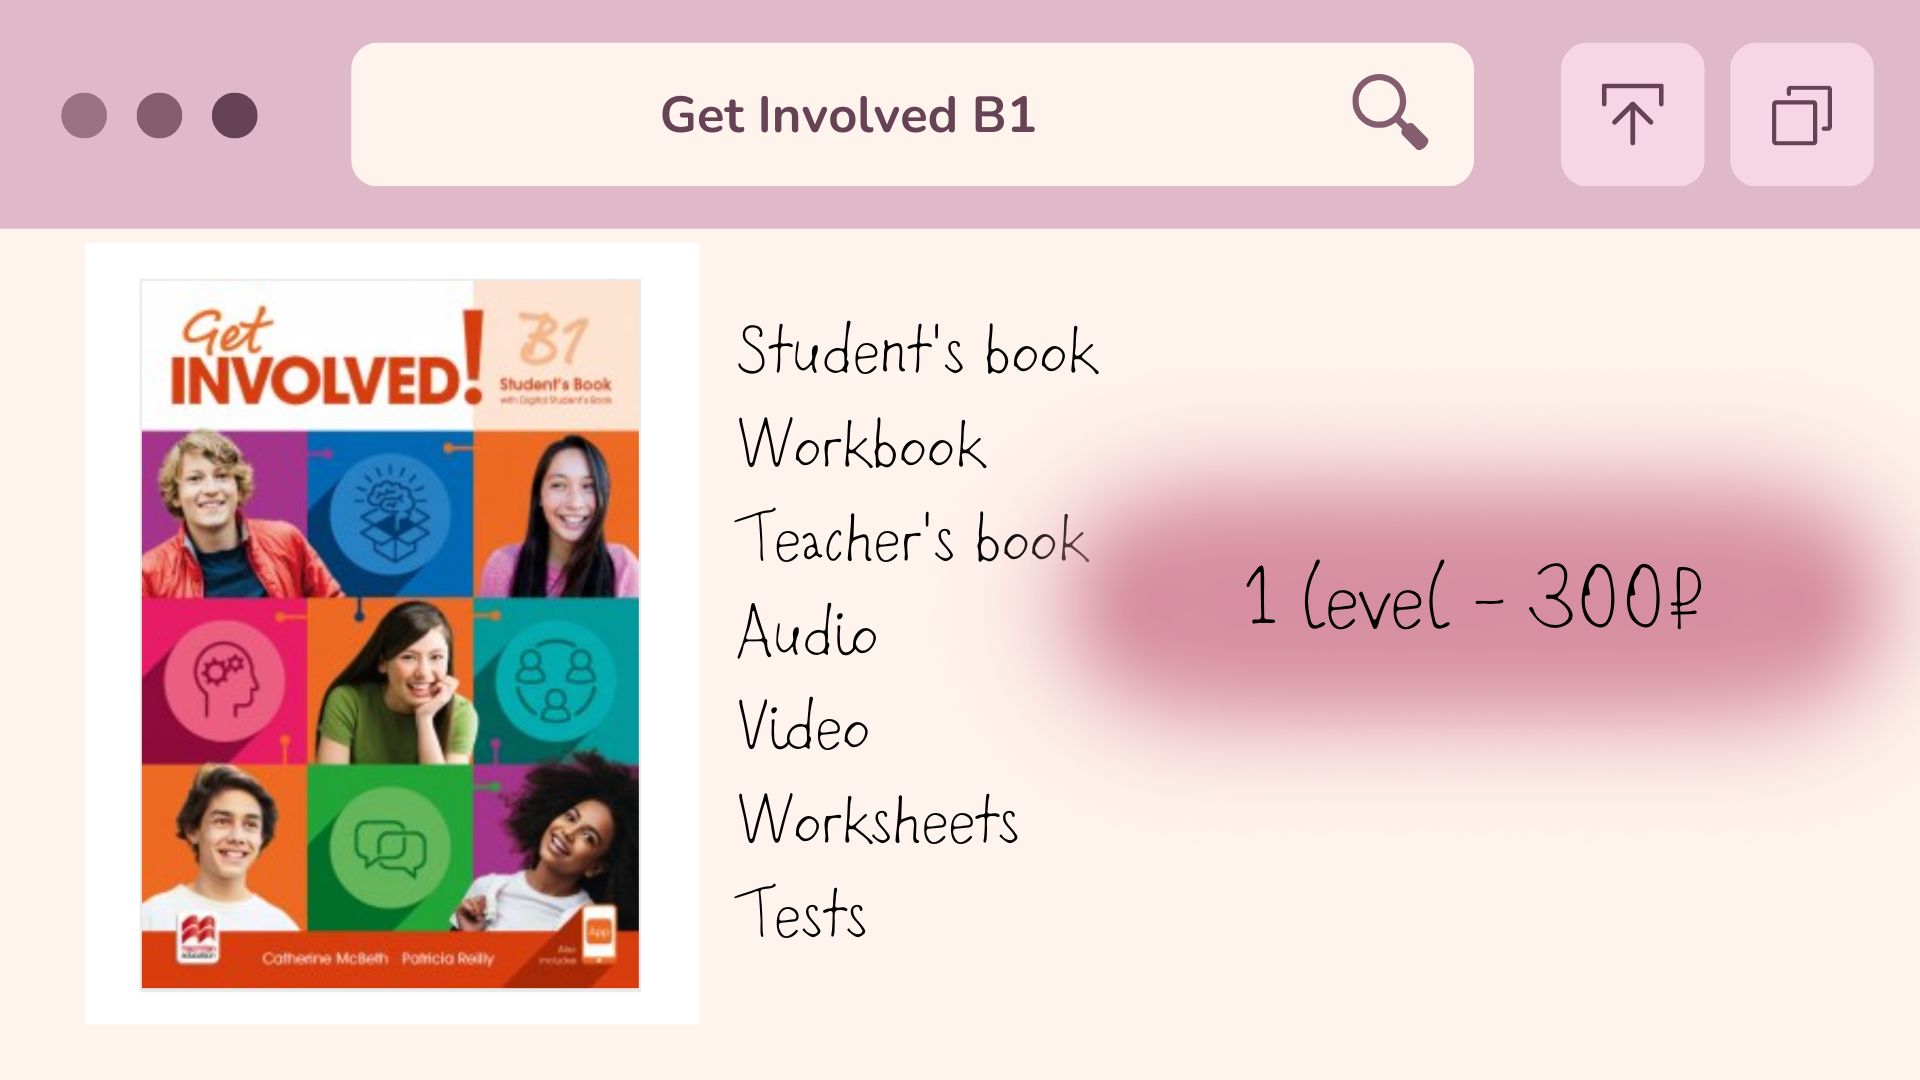 Get Involved B1
Get
INVOLVED!
B1
Student's Book
with Digital Student's Book
macmillan
education
Catherine McBeth Patricia Reilly
Also
includes
App
Student's book
Workbook
Teacher's book
Audio
Video
Worksheets
Tests
1 level - 300₽